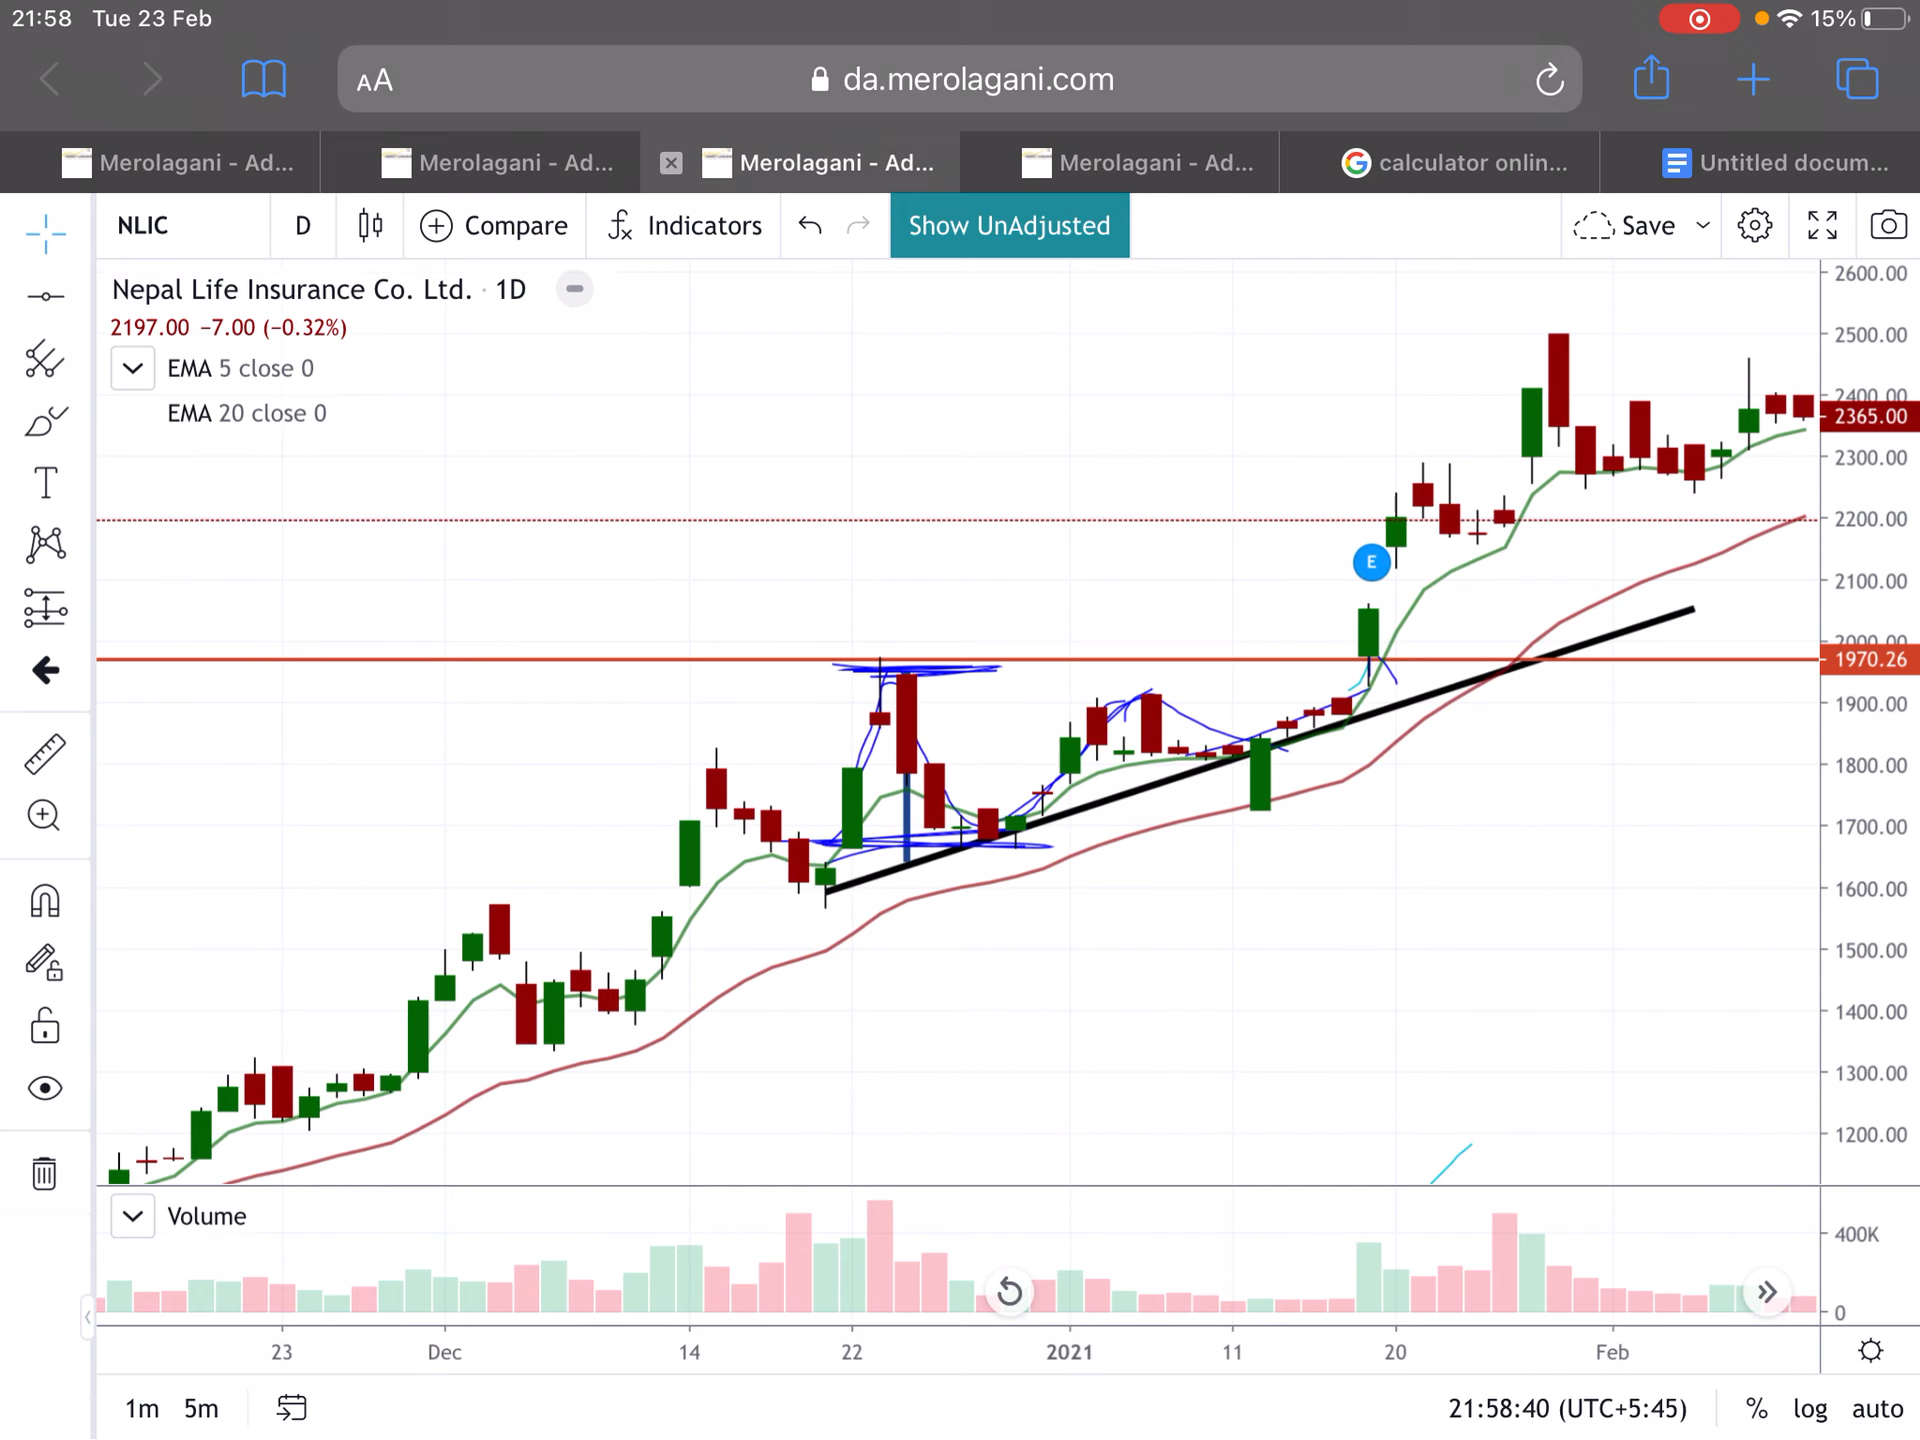 21:58 Tue 23 Feb 15%
AA da.merolagani.com
Merolagani - Ad... Merolagani - Ad... Merolagani - Ad... Merolagani - Ad... calculator onlin... Untitled docum...
NLIC D Compare Indicators Show UnAdjusted Save
Nepal Life Insurance Co. Ltd. · 1D
2197.00 −7.00 (−0.32%)
EMA 5 close 0
EMA 20 close 0
2600.00
2500.00
2400.00
2365.00
2300.00
2200.00
E
2100.00
2000.00
1970.26
1900.00
1800.00
1700.00
1600.00
1500.00
1400.00
1300.00
1200.00
Volume
400K
0
23 Dec 14 22 2021 11 20 Feb
1m 5m 21:58:40 (UTC+5:45) % log auto